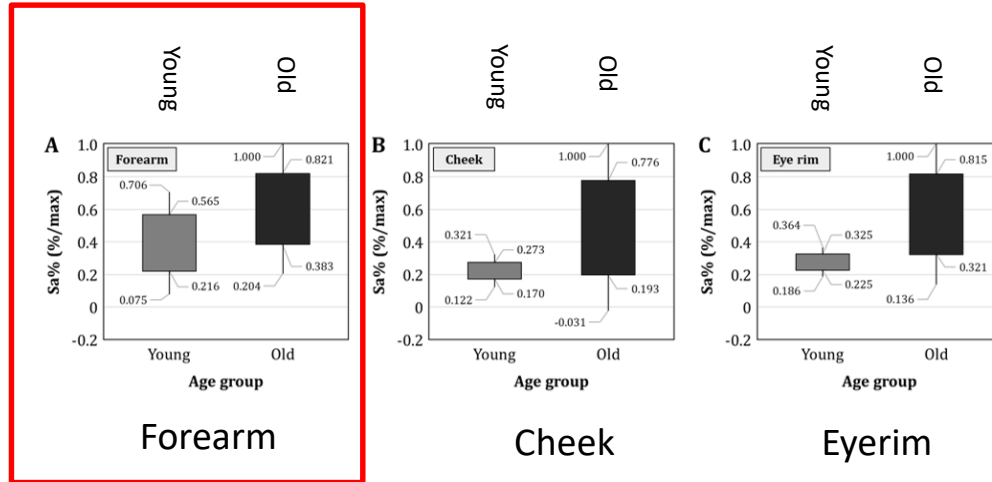 Young
Old
Young
Old
Young
Old
A
Forearm
Sa% (%/max)
1.0
0.8
0.6
0.4
0.2
0
-0.2
0.706
0.565
0.075
0.216
1.000
0.821
0.204
0.383
Young
Old
Age group
Forearm
B
Cheek
Sa% (%/max)
1.0
0.8
0.6
0.4
0.2
0
-0.2
0.321
0.273
0.122
0.170
1.000
0.776
-0.031
0.193
Young
Old
Age group
Cheek
C
Eye rim
Sa% (%/max)
1.0
0.8
0.6
0.4
0.2
0
-0.2
0.364
0.325
0.186
0.225
1.000
0.815
0.136
0.321
Young
Old
Age group
Eyerim